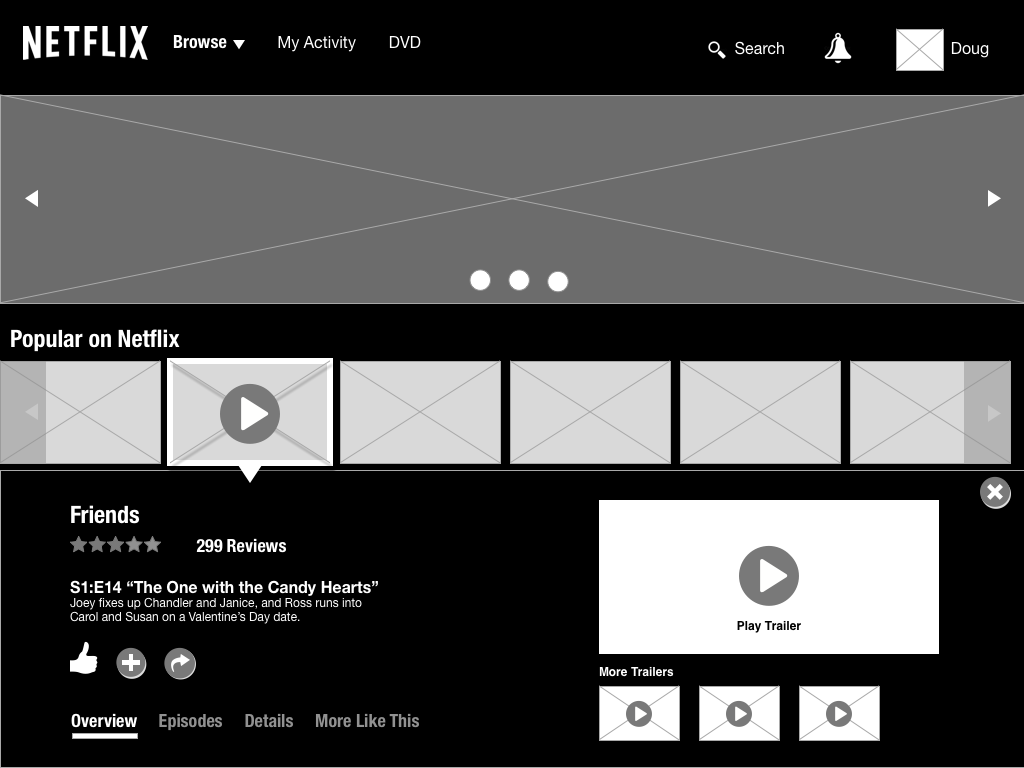 NETFLIX
Browse
My Activity
DVD
Search
Doug
Popular on Netflix
Friends
299 Reviews
S1:E14 “The One with the Candy Hearts”
Joey fixes up Chandler and Janice, and Ross runs into
Carol and Susan on a Valentine’s Day date.
Play Trailer
More Trailers
Overview
Episodes
Details
More Like This